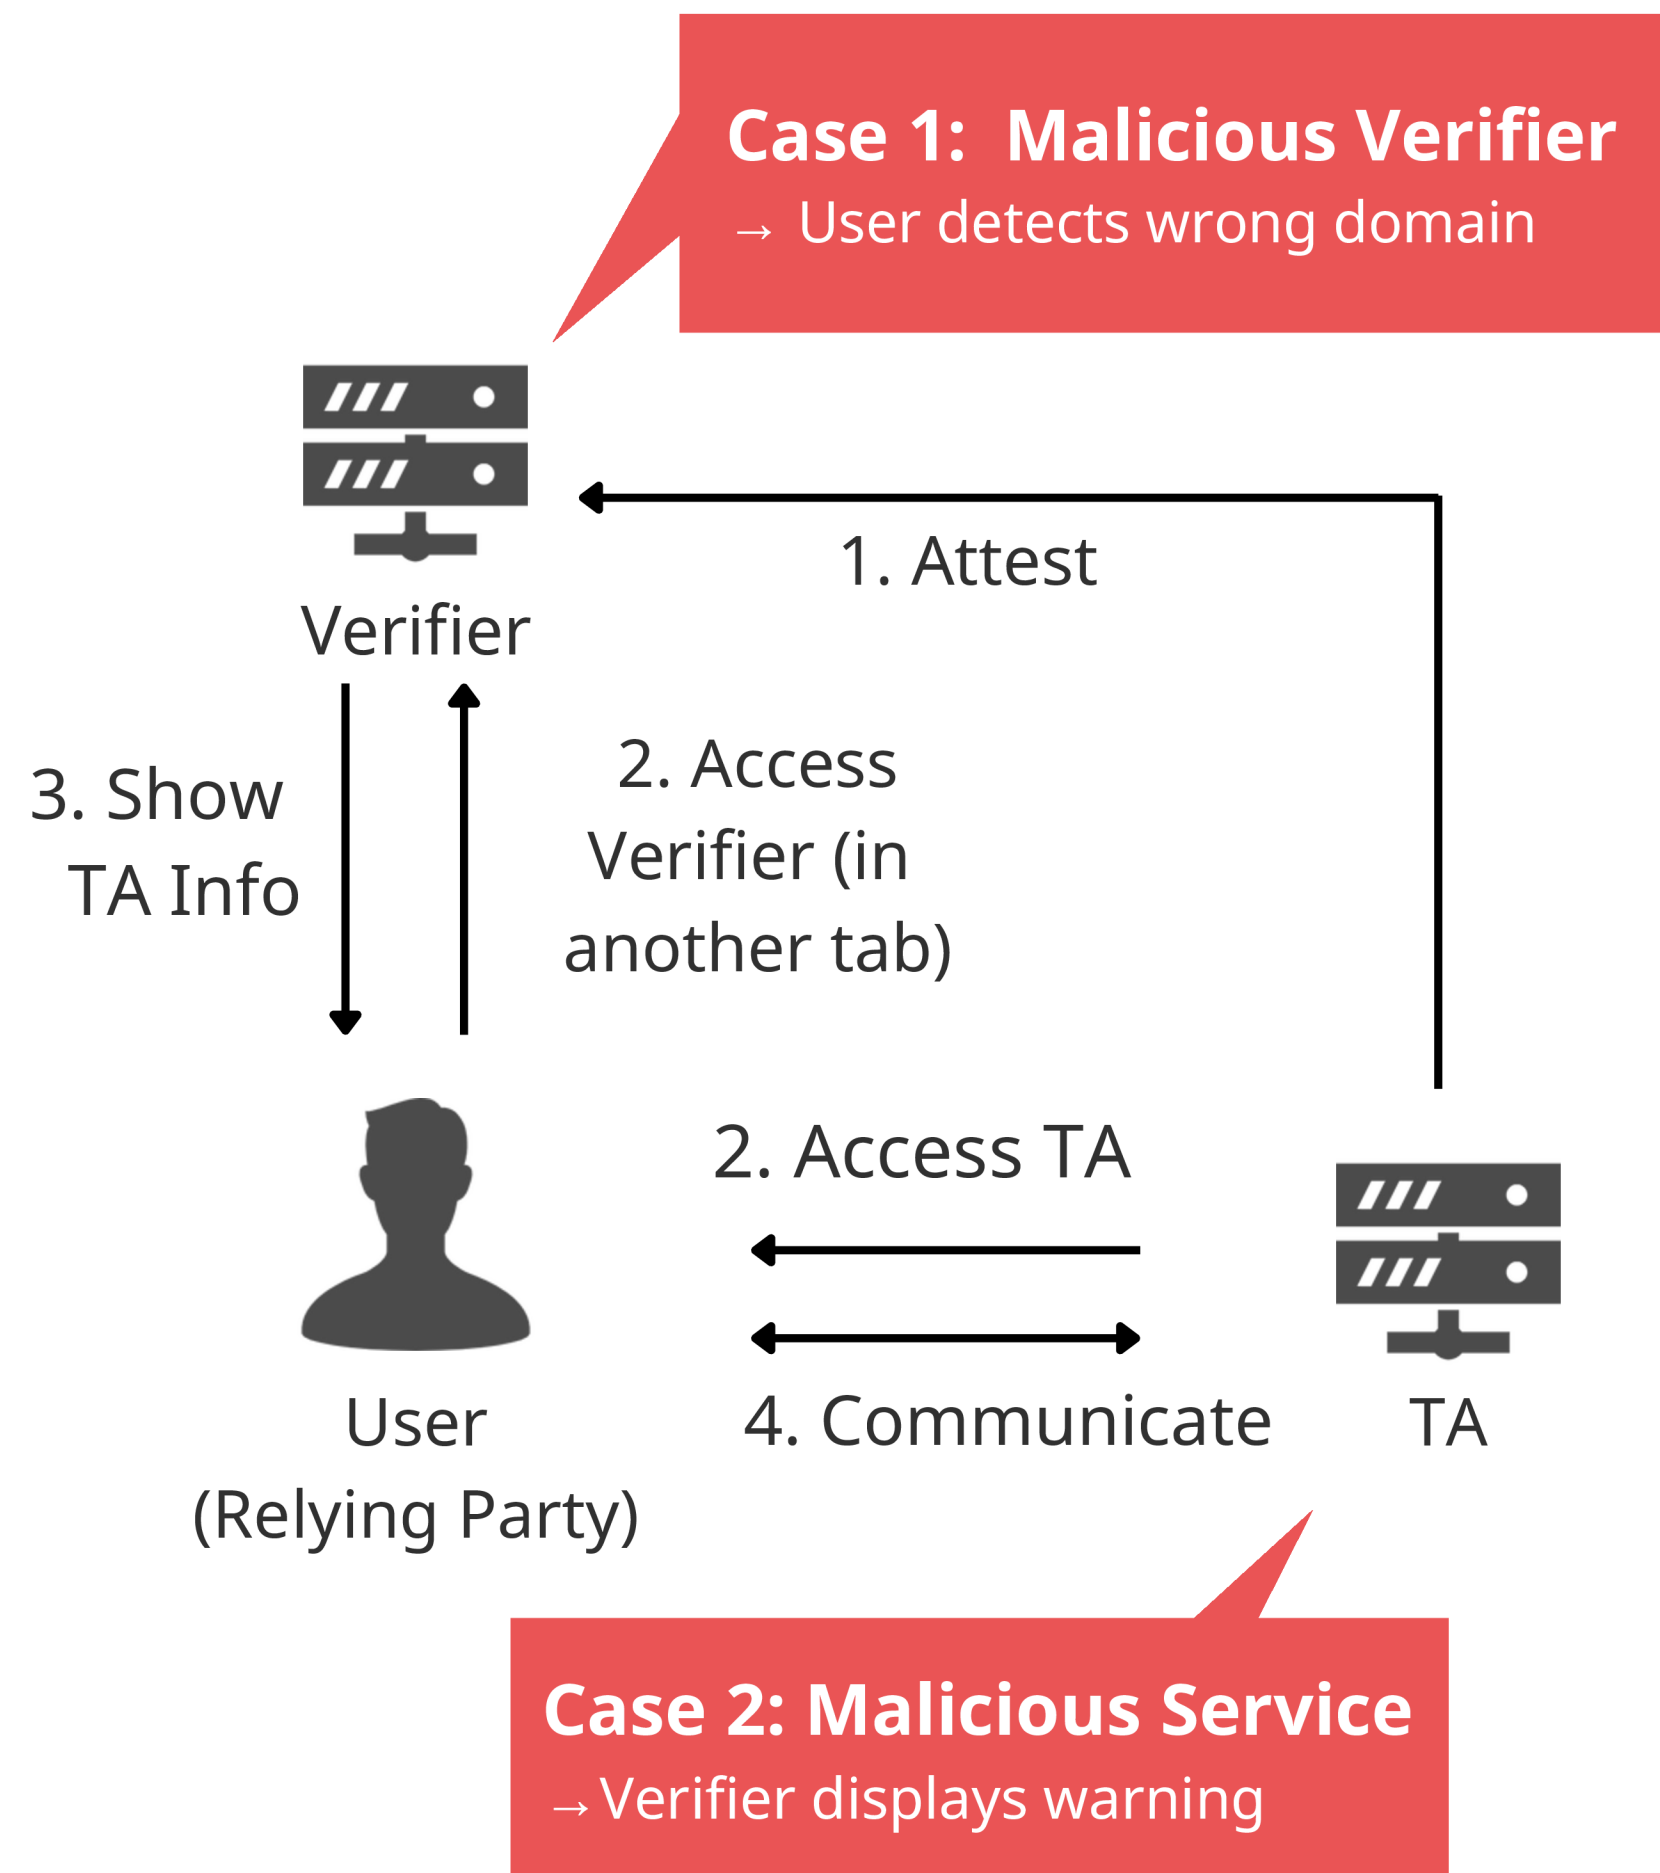 Case 1: Malicious Verifier
→ User detects wrong domain
1. Attest
Verifier
3. Show
TA Info
2. Access
Verifier (in
another tab)
2. Access TA
4. Communicate
User
(Relying Party)
TA
Case 2: Malicious Service
→Verifier displays warning